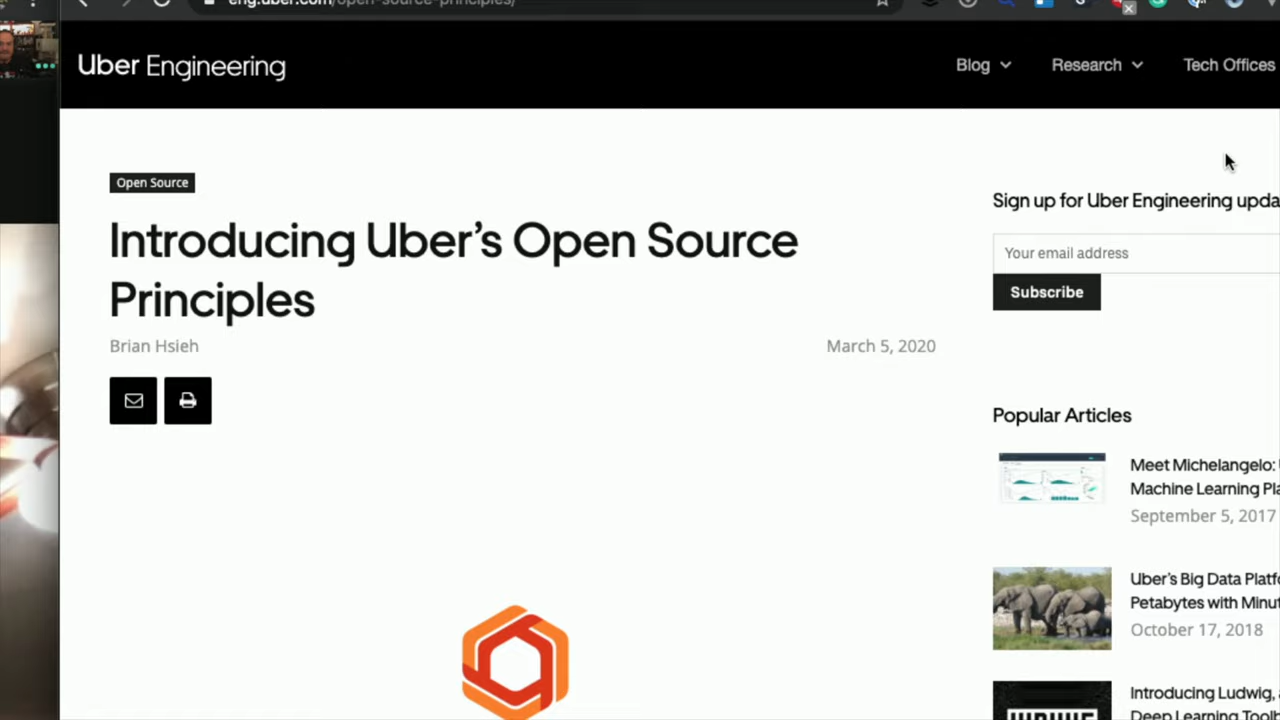 eng.uber.com/open-source-principles/
Uber Engineering
Blog
Research
Tech Offices
Open Source
Introducing Uber's Open Source
Principles
Brian Hsieh
March 5, 2020
Sign up for Uber Engineering upda
Your email address
Subscribe
Popular Articles
Meet Michelangelo:
Machine Learning Pla
September 5, 2017
Uber's Big Data Platf
Petabytes with Minut
October 17, 2018
Introducing Ludwig, a
Deep Learning Toolb